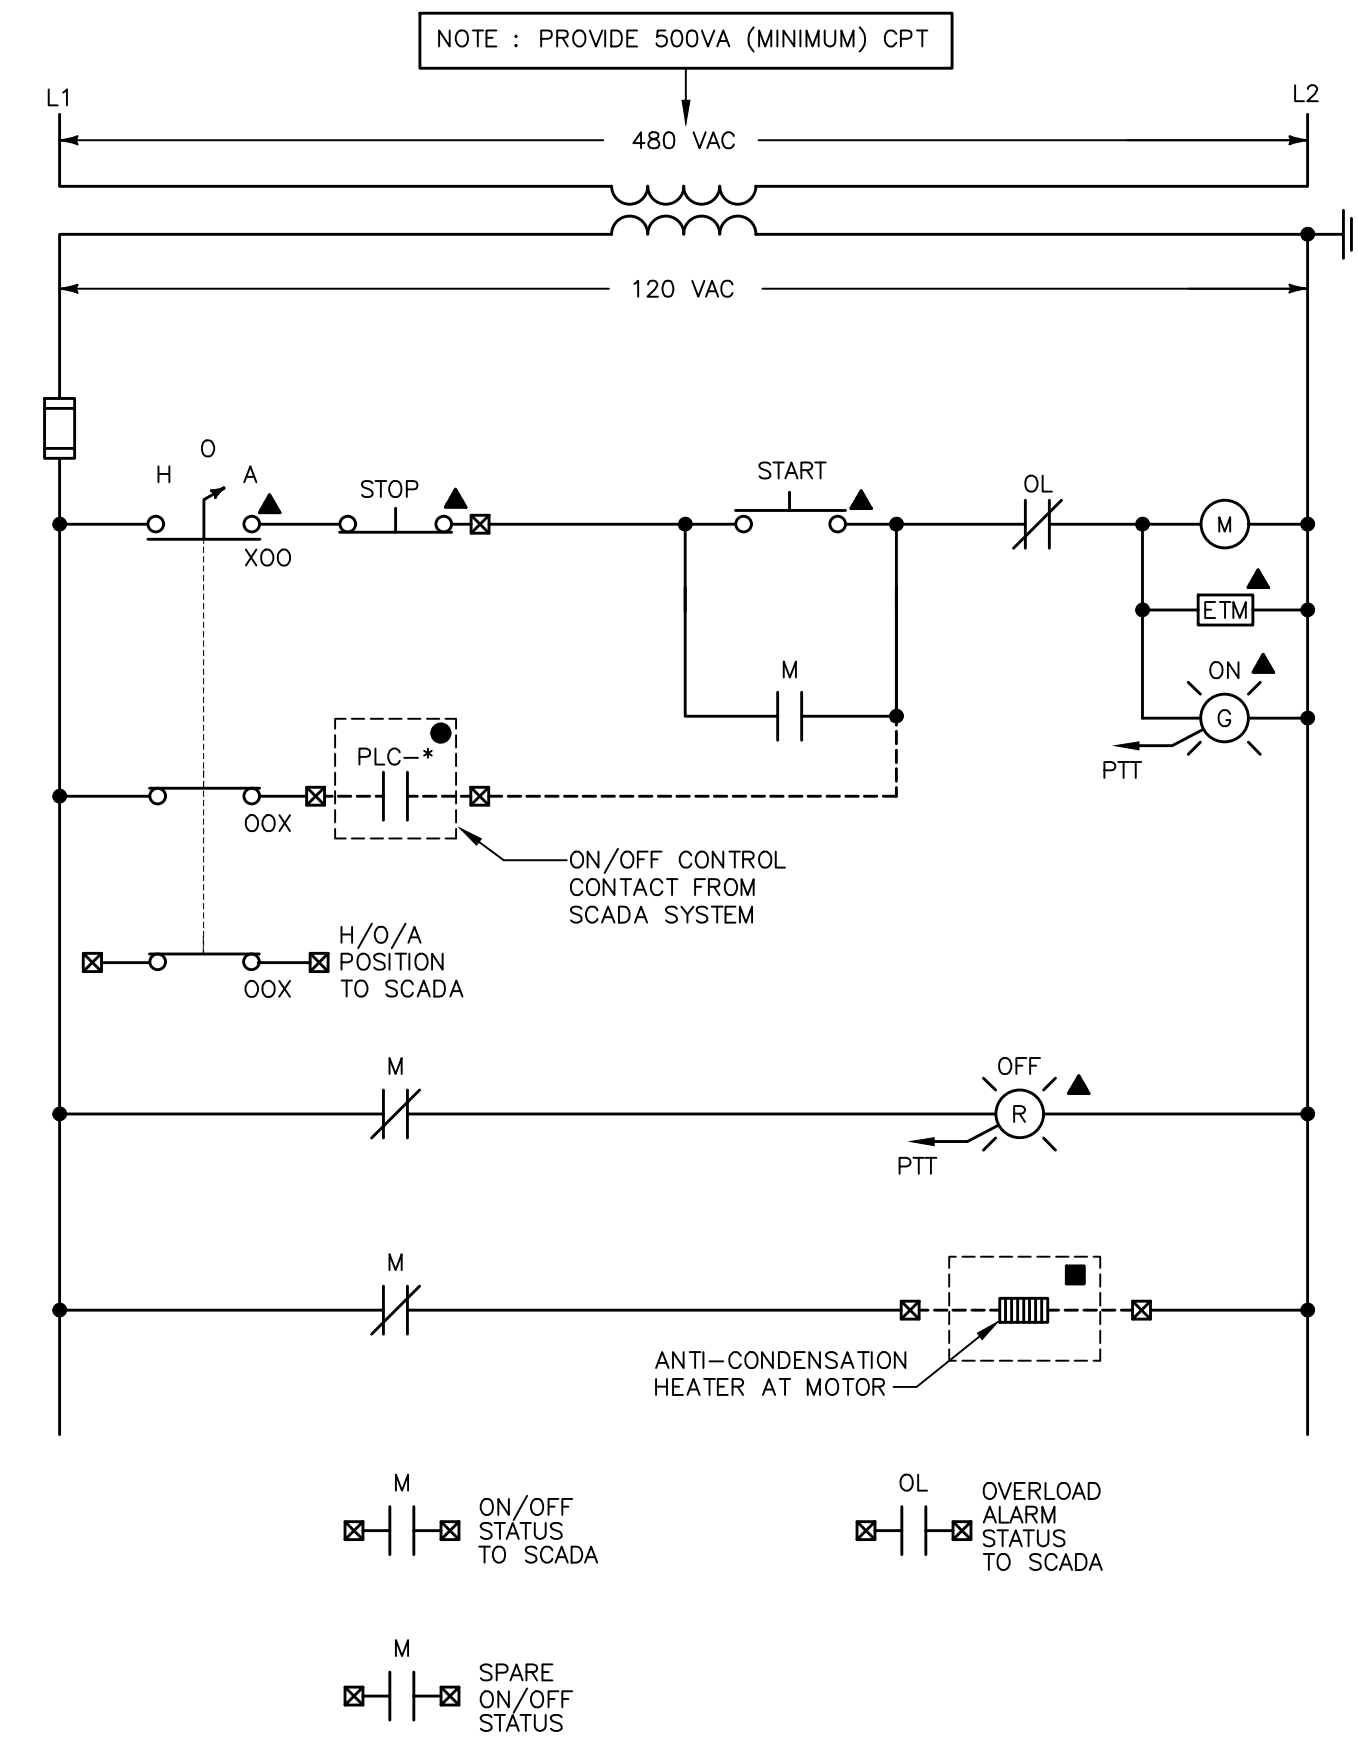 NOTE : PROVIDE 500VA (MINIMUM) CPT
L1
L2
480 VAC
120 VAC
O
H
A
STOP
START
OL
X00
M
ETM
ON
G
PTT
M
PLC-*
OOX
ON/OFF CONTROL
CONTACT FROM
SCADA SYSTEM
H/O/A
POSITION
TO SCADA
OOX
M
OFF
R
PTT
M
ANTI-CONDENSATION
HEATER AT MOTOR
M
ON/OFF
STATUS
TO SCADA
OL
OVERLOAD
ALARM
STATUS
TO SCADA
M
SPARE
ON/OFF
STATUS